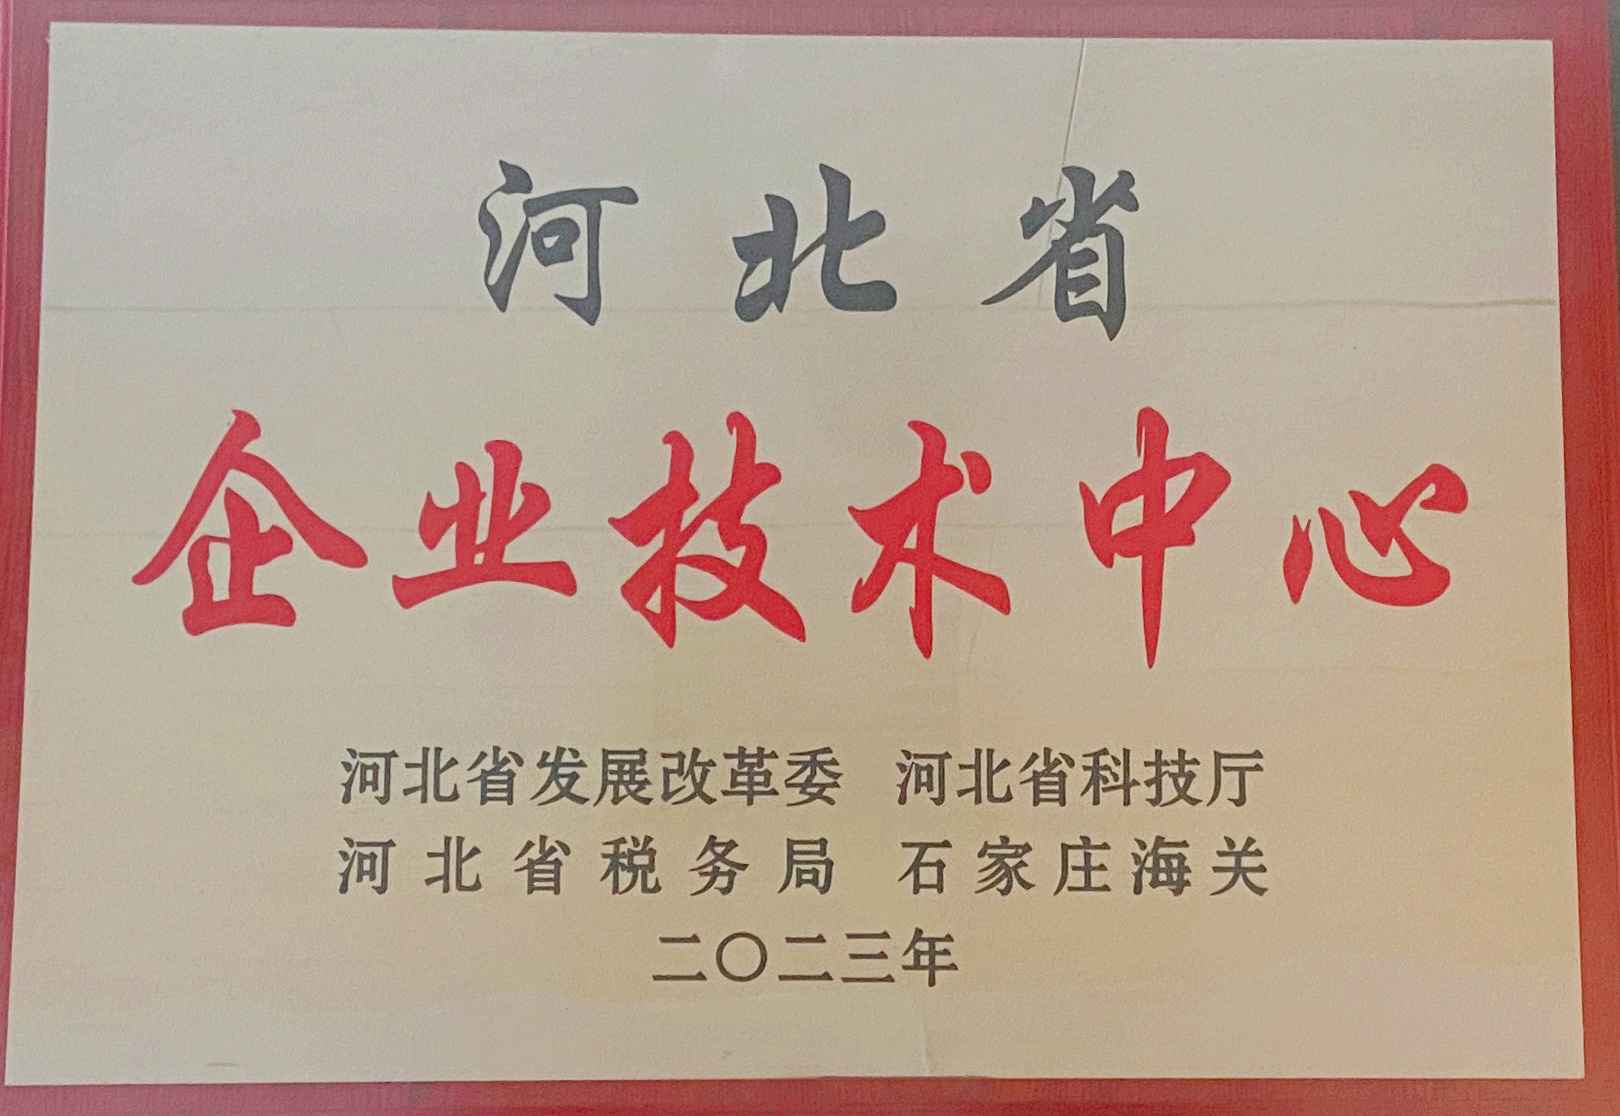 河北省
企业技术中心
河北省发展改革委 河北省科技厅
河北省税务局 石家庄海关
二〇二三年